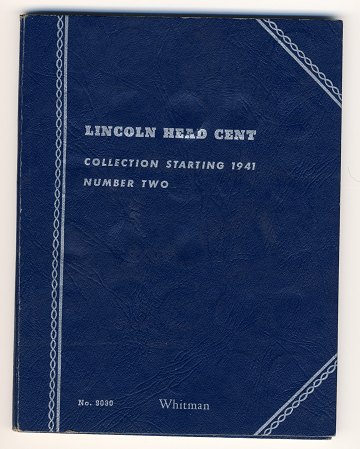 LINCOLN HEAD CENT
COLLECTION STARTING 1941
NUMBER TWO
No. 9030 Whitman